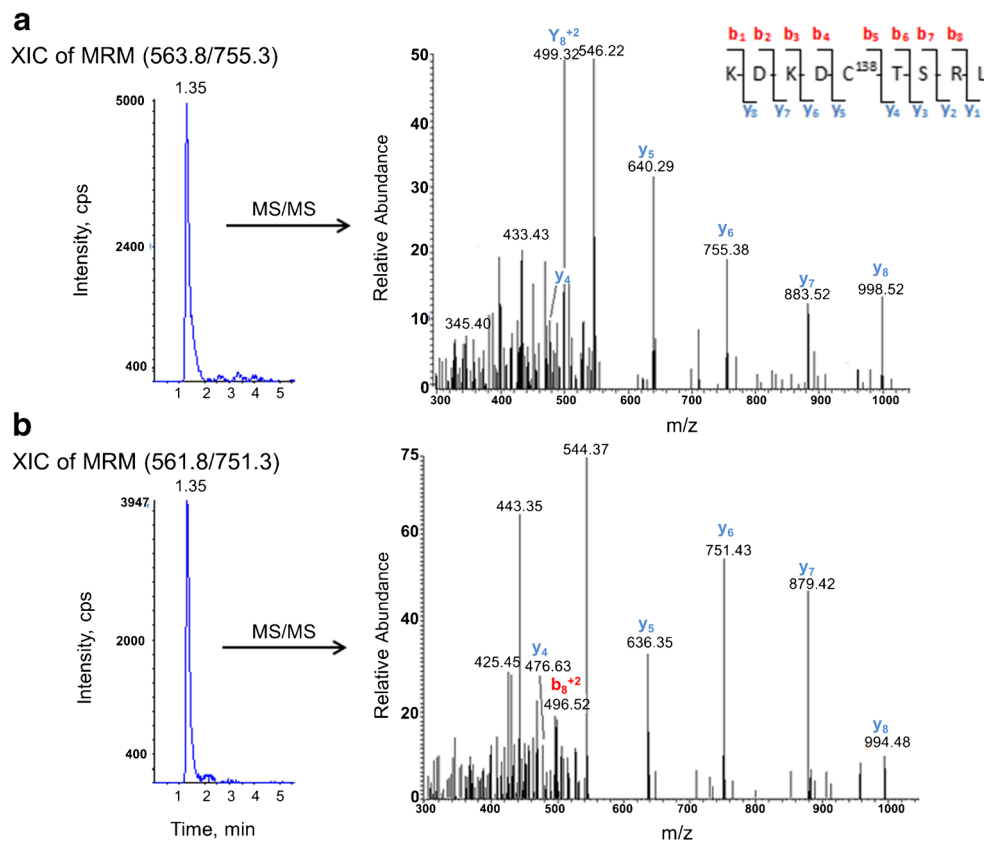 a
XIC of MRM (563.8/755.3)
1.35
5000
2400
400
1 2 3 4 5
Intensity, cps
MS/MS
Relative Abundance
50
40
30
20
10
0
Y₈⁺²
499.32
546.22
y₅
640.29
y₆
755.38
y₇
883.52
y₈
998.52
433.43
y₄
345.40
300 400 500 600 700 800 900 1000
m/z
b₁ b₂ b₃ b₄ b₅ b₆ b₇ b₈
K D K D C¹³⁸ T S R L
y₈ y₇ y₆ y₅ y₄ y₃ y₂ y₁
b
XIC of MRM (561.8/751.3)
1.35
3947
2000
400
1 2 3 4 5
Intensity, cps
Time, min
MS/MS
Relative Abundance
75
60
40
20
0
544.37
443.35
y₆
751.43
y₇
879.42
y₅
636.35
y₄
425.45 476.63
b₈⁺²
496.52
y₈
994.48
300 400 500 600 700 800 900 1000
m/z